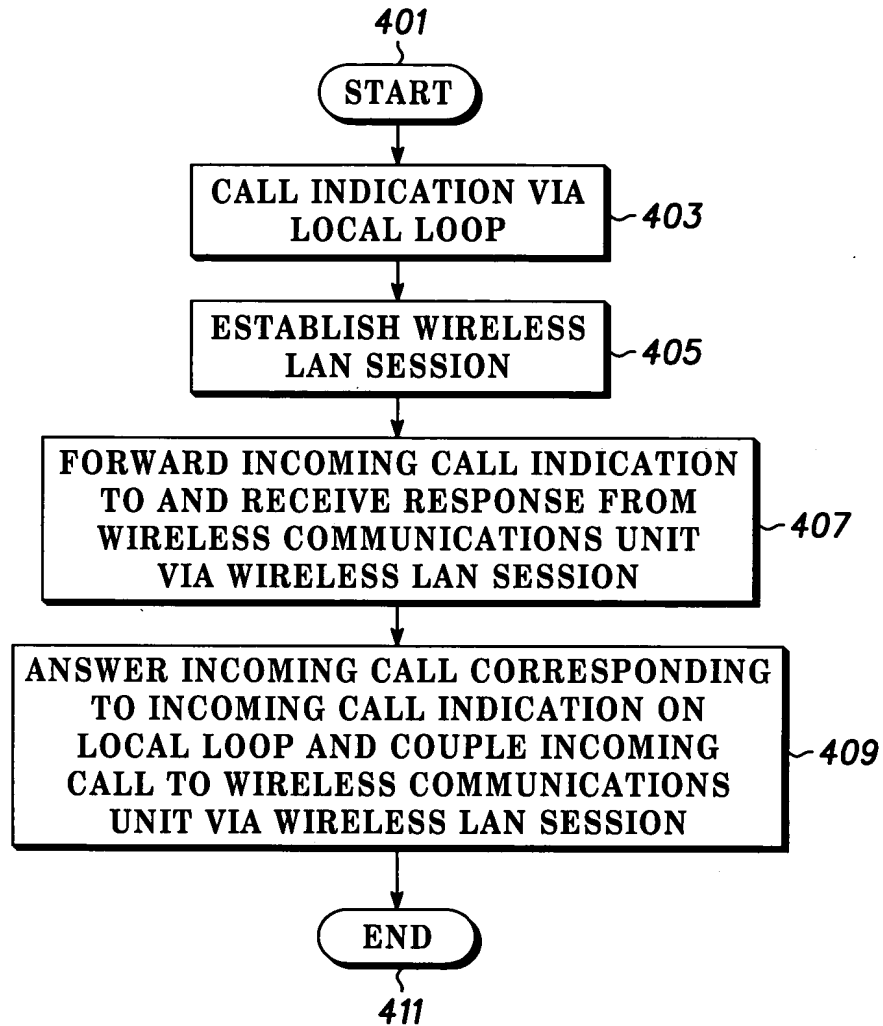 401
START
CALL INDICATION VIA
LOCAL LOOP
403
ESTABLISH WIRELESS
LAN SESSION
405
FORWARD INCOMING CALL INDICATION
TO AND RECEIVE RESPONSE FROM
WIRELESS COMMUNICATIONS UNIT
VIA WIRELESS LAN SESSION
407
ANSWER INCOMING CALL CORRESPONDING
TO INCOMING CALL INDICATION ON
LOCAL LOOP AND COUPLE INCOMING
CALL TO WIRELESS COMMUNICATIONS
UNIT VIA WIRELESS LAN SESSION
409
END
411